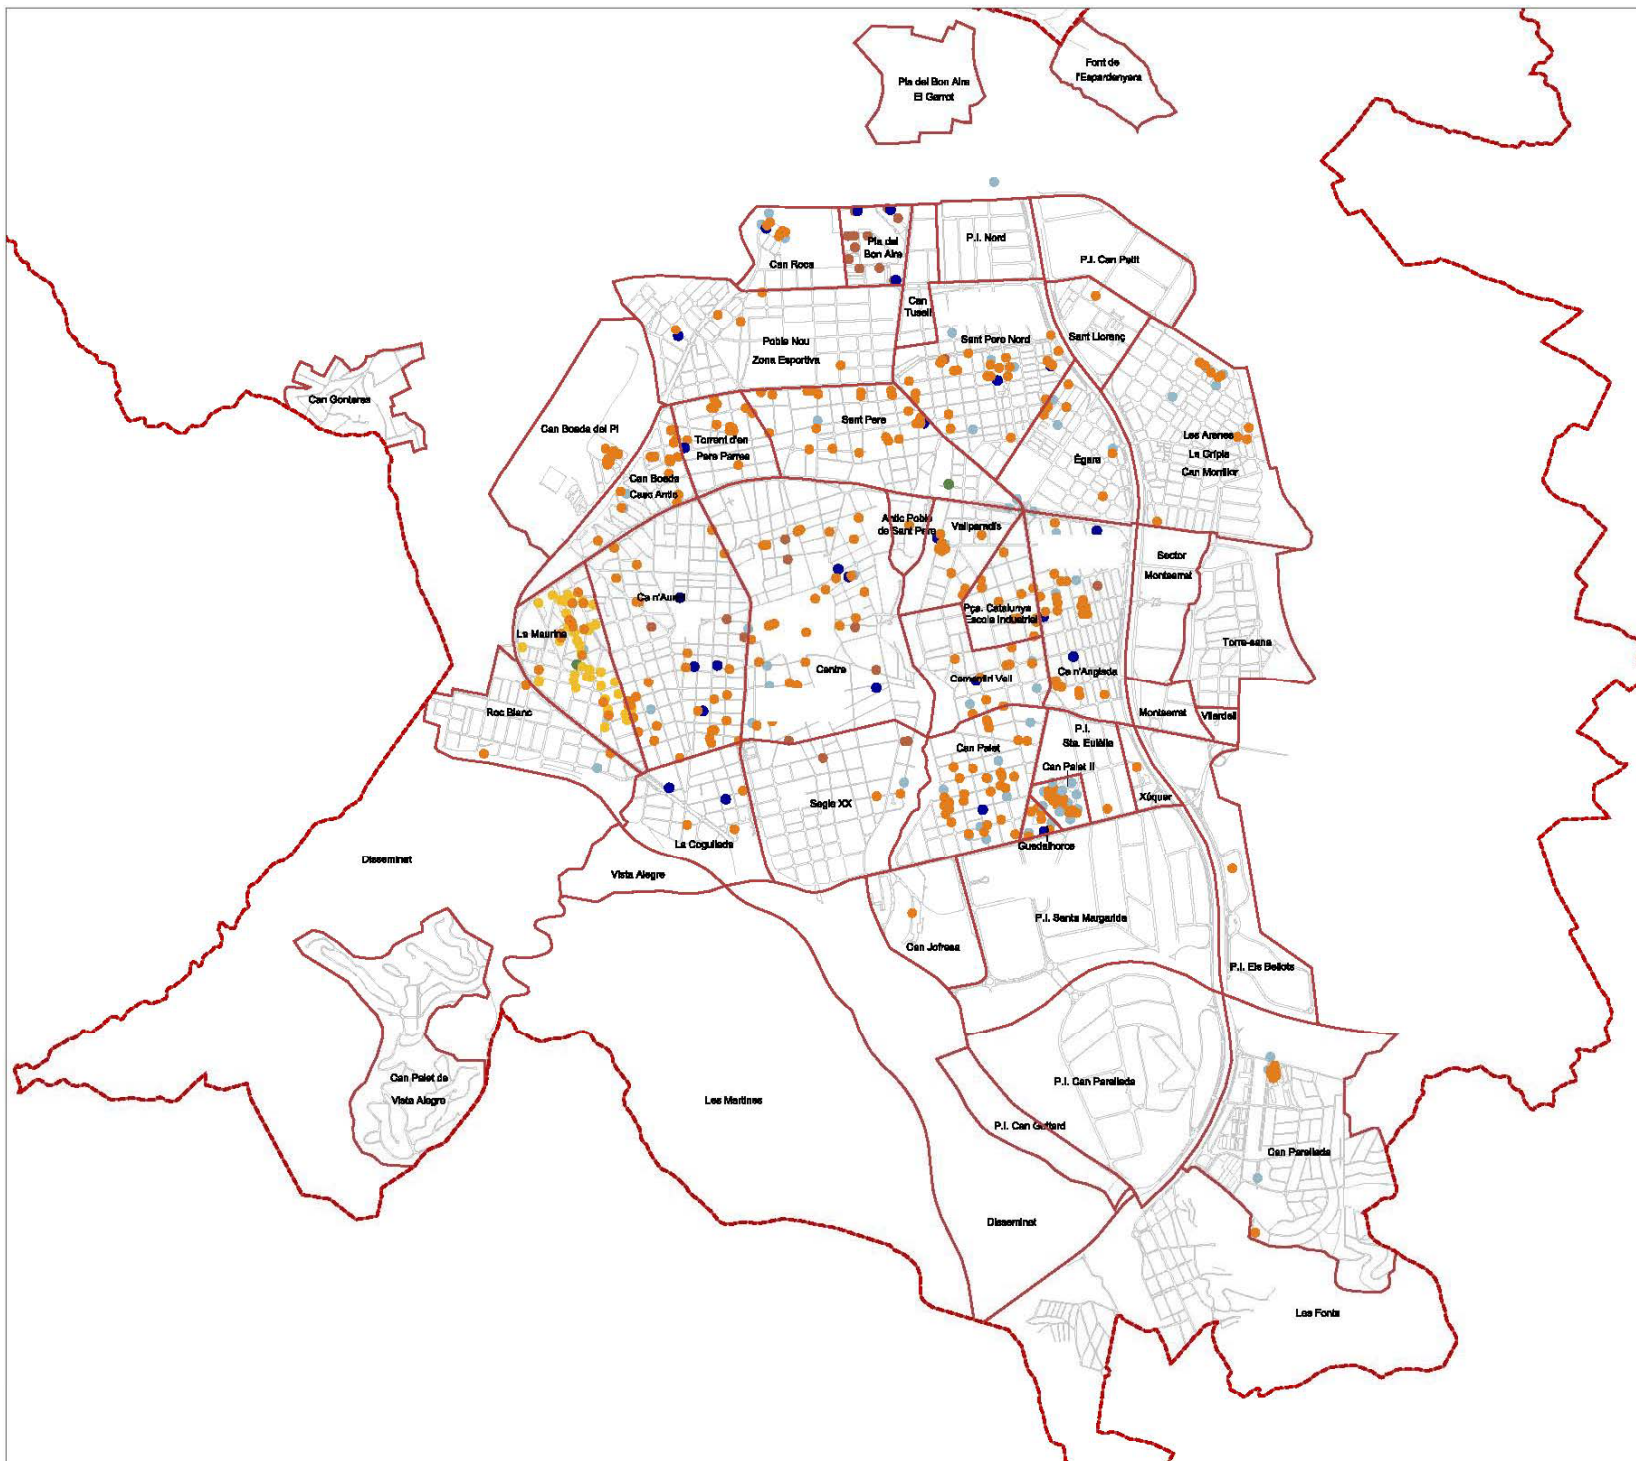 Font de
l'Espardenyera
Pla del Bon Aire
El Garrot
P.I. Nord
Pla del
Bon Aire
P.I. Can Petit
Can Roca
Can
Tusell
Sant Pere Nord
Sant Llorenç
Poble Nou
Zona Esportiva
Can Gonteres
Can Boada del Pi
Sant Pere
Torrent d'en
Pere Parres
Les Arenes
La Grípia
Can Montllor
Ègara
Can Boada
Casc Antic
Antic Poble
de Sant Pere
Vallparadís
Sector
Montserrat
Ca n'Aurell
Pça. Catalunya
Escola Industrial
La Maurina
Torre-sana
Centre
Cementiri Vell
Ca n'Anglada
Roc Blanc
Montserrat
Vilardell
P.I.
Sta. Eulàlia
Can Palet
Can Palet II
Xúquer
Segle XX
La Cogullada
Guadalhorce
Disseminat
Vista Alegre
P.I. Santa Margarida
Can Jofresa
P.I. Els Bellots
Can Palet de
Vista Alegre
P.I. Can Parellada
Les Martines
P.I. Can Guitard
Can Parellada
Disseminat
Les Fonts